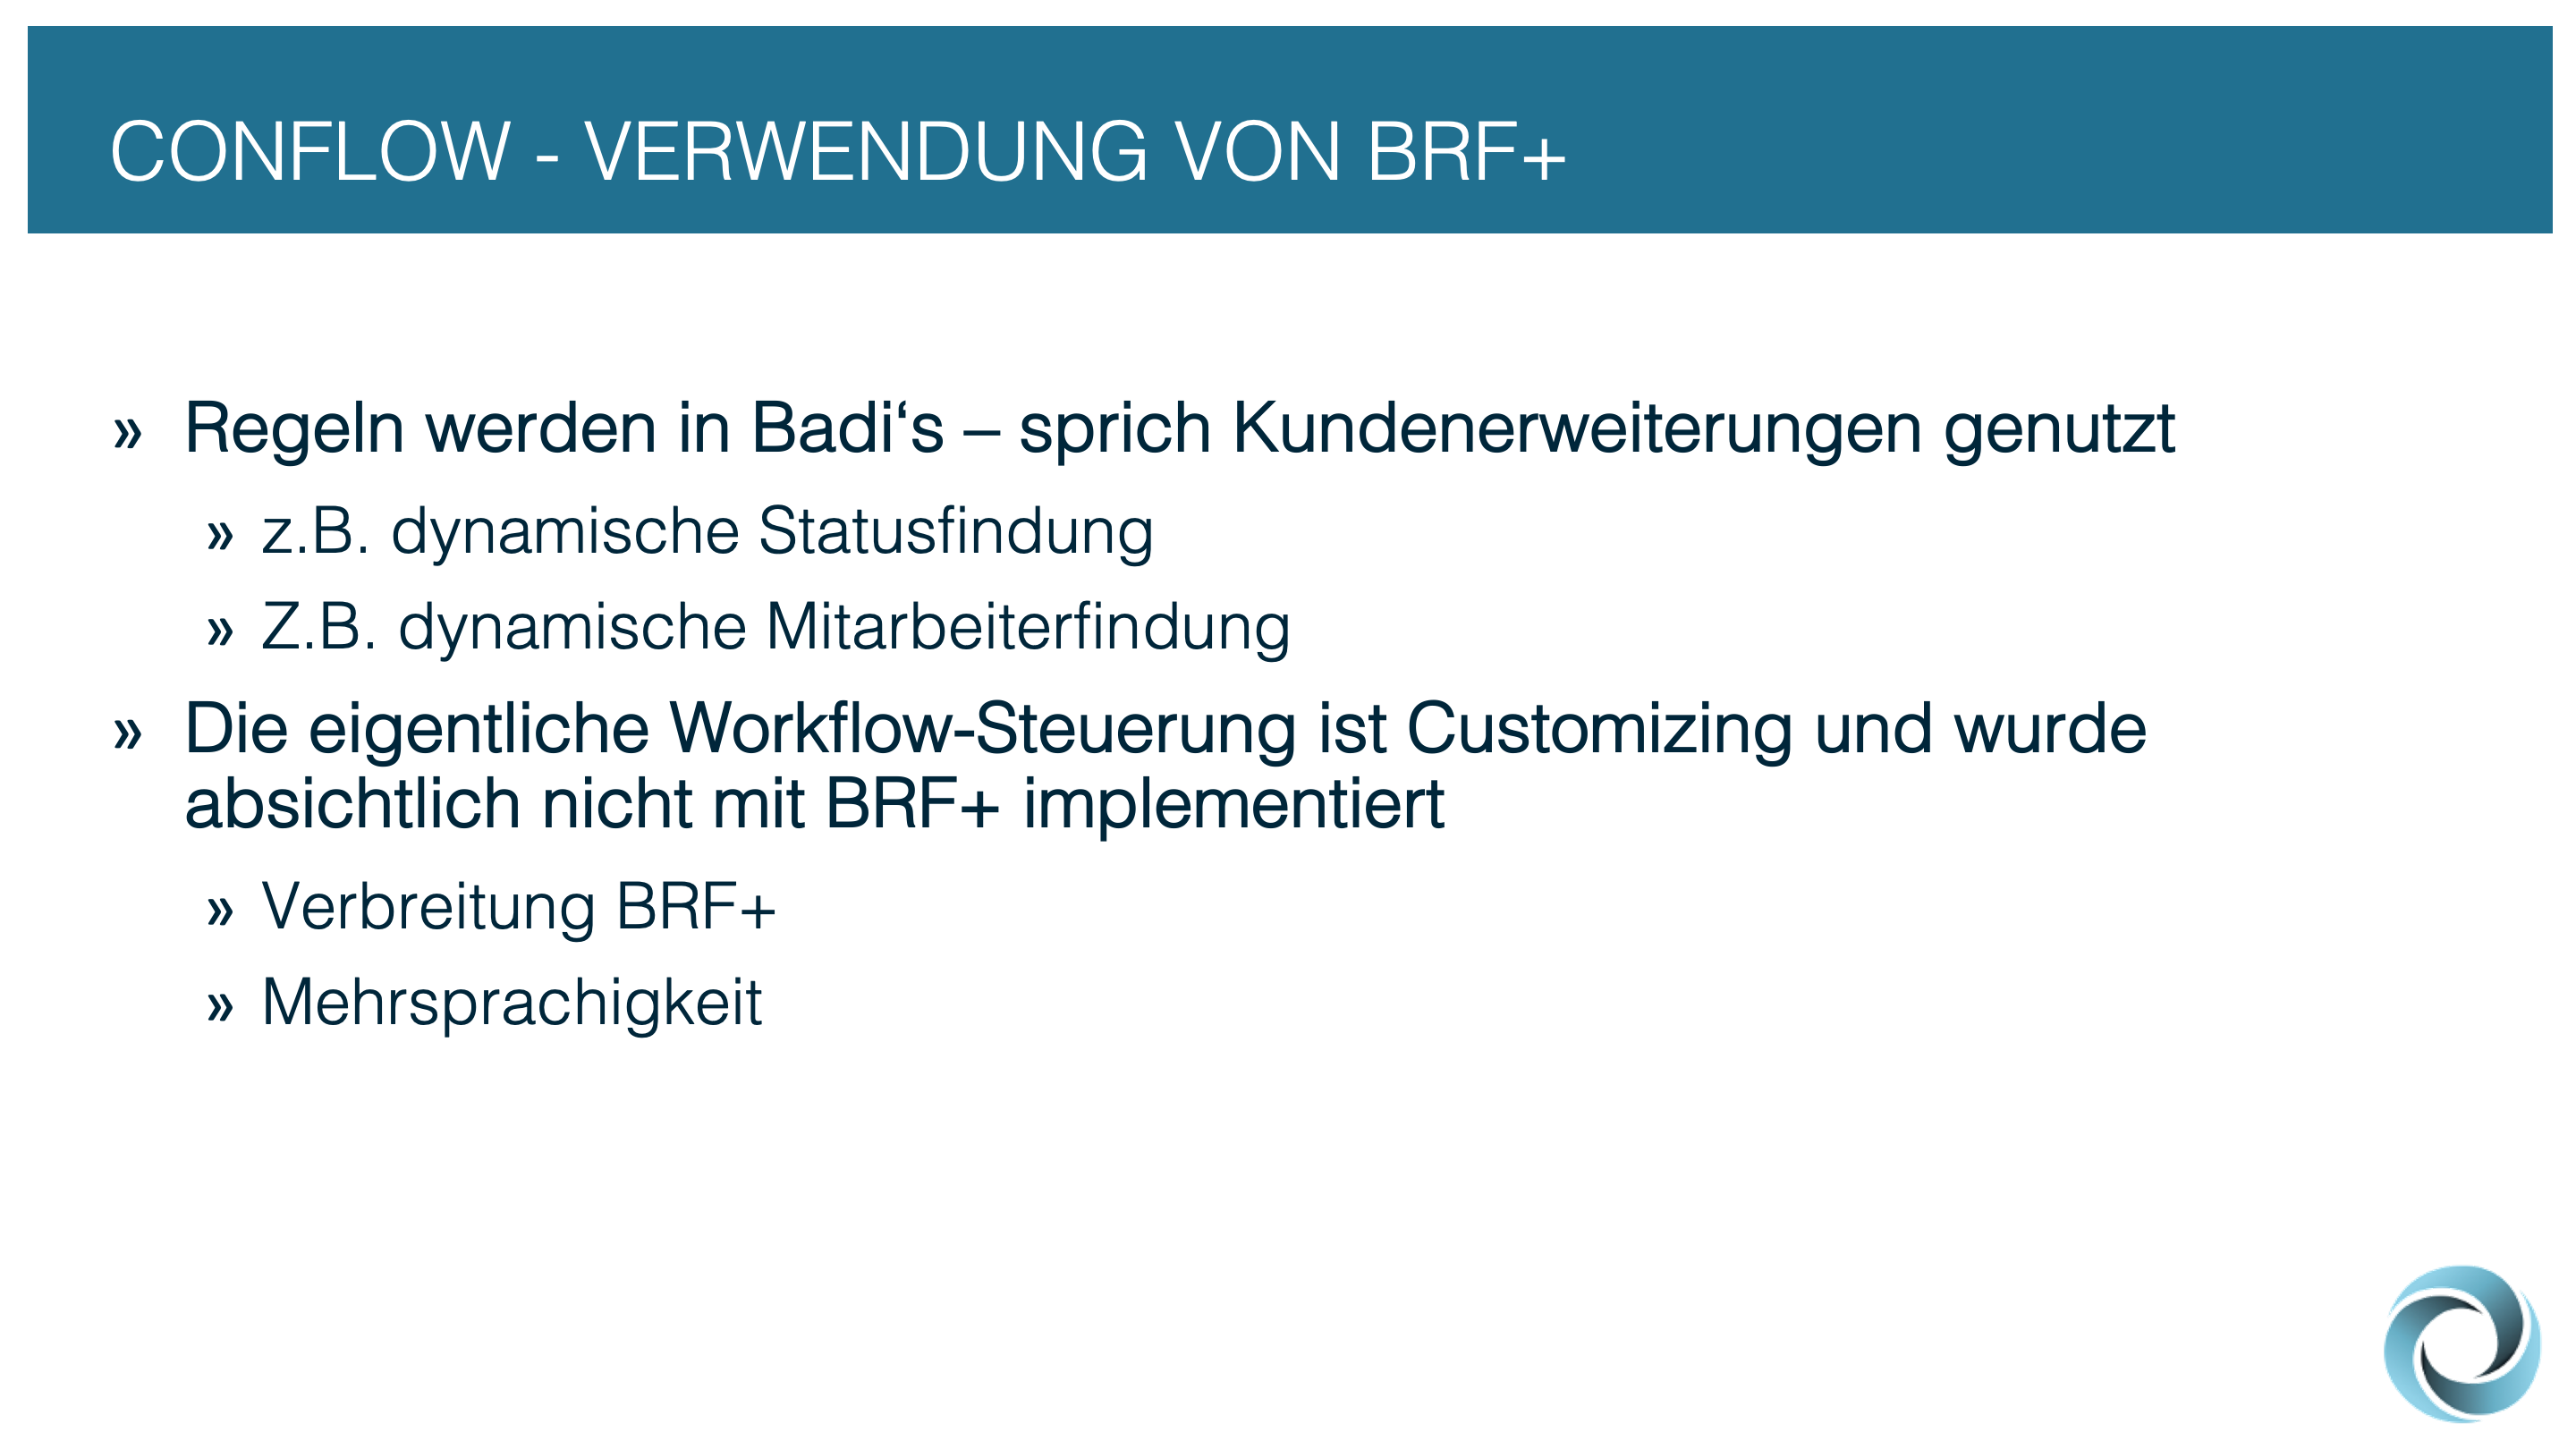 CONFLOW - VERWENDUNG VON BRF+
» Regeln werden in Badi‘s – sprich Kundenerweiterungen genutzt
» z.B. dynamische Statusfindung
» Z.B. dynamische Mitarbeiterfindung
» Die eigentliche Workflow-Steuerung ist Customizing und wurde
absichtlich nicht mit BRF+ implementiert
» Verbreitung BRF+
» Mehrsprachigkeit